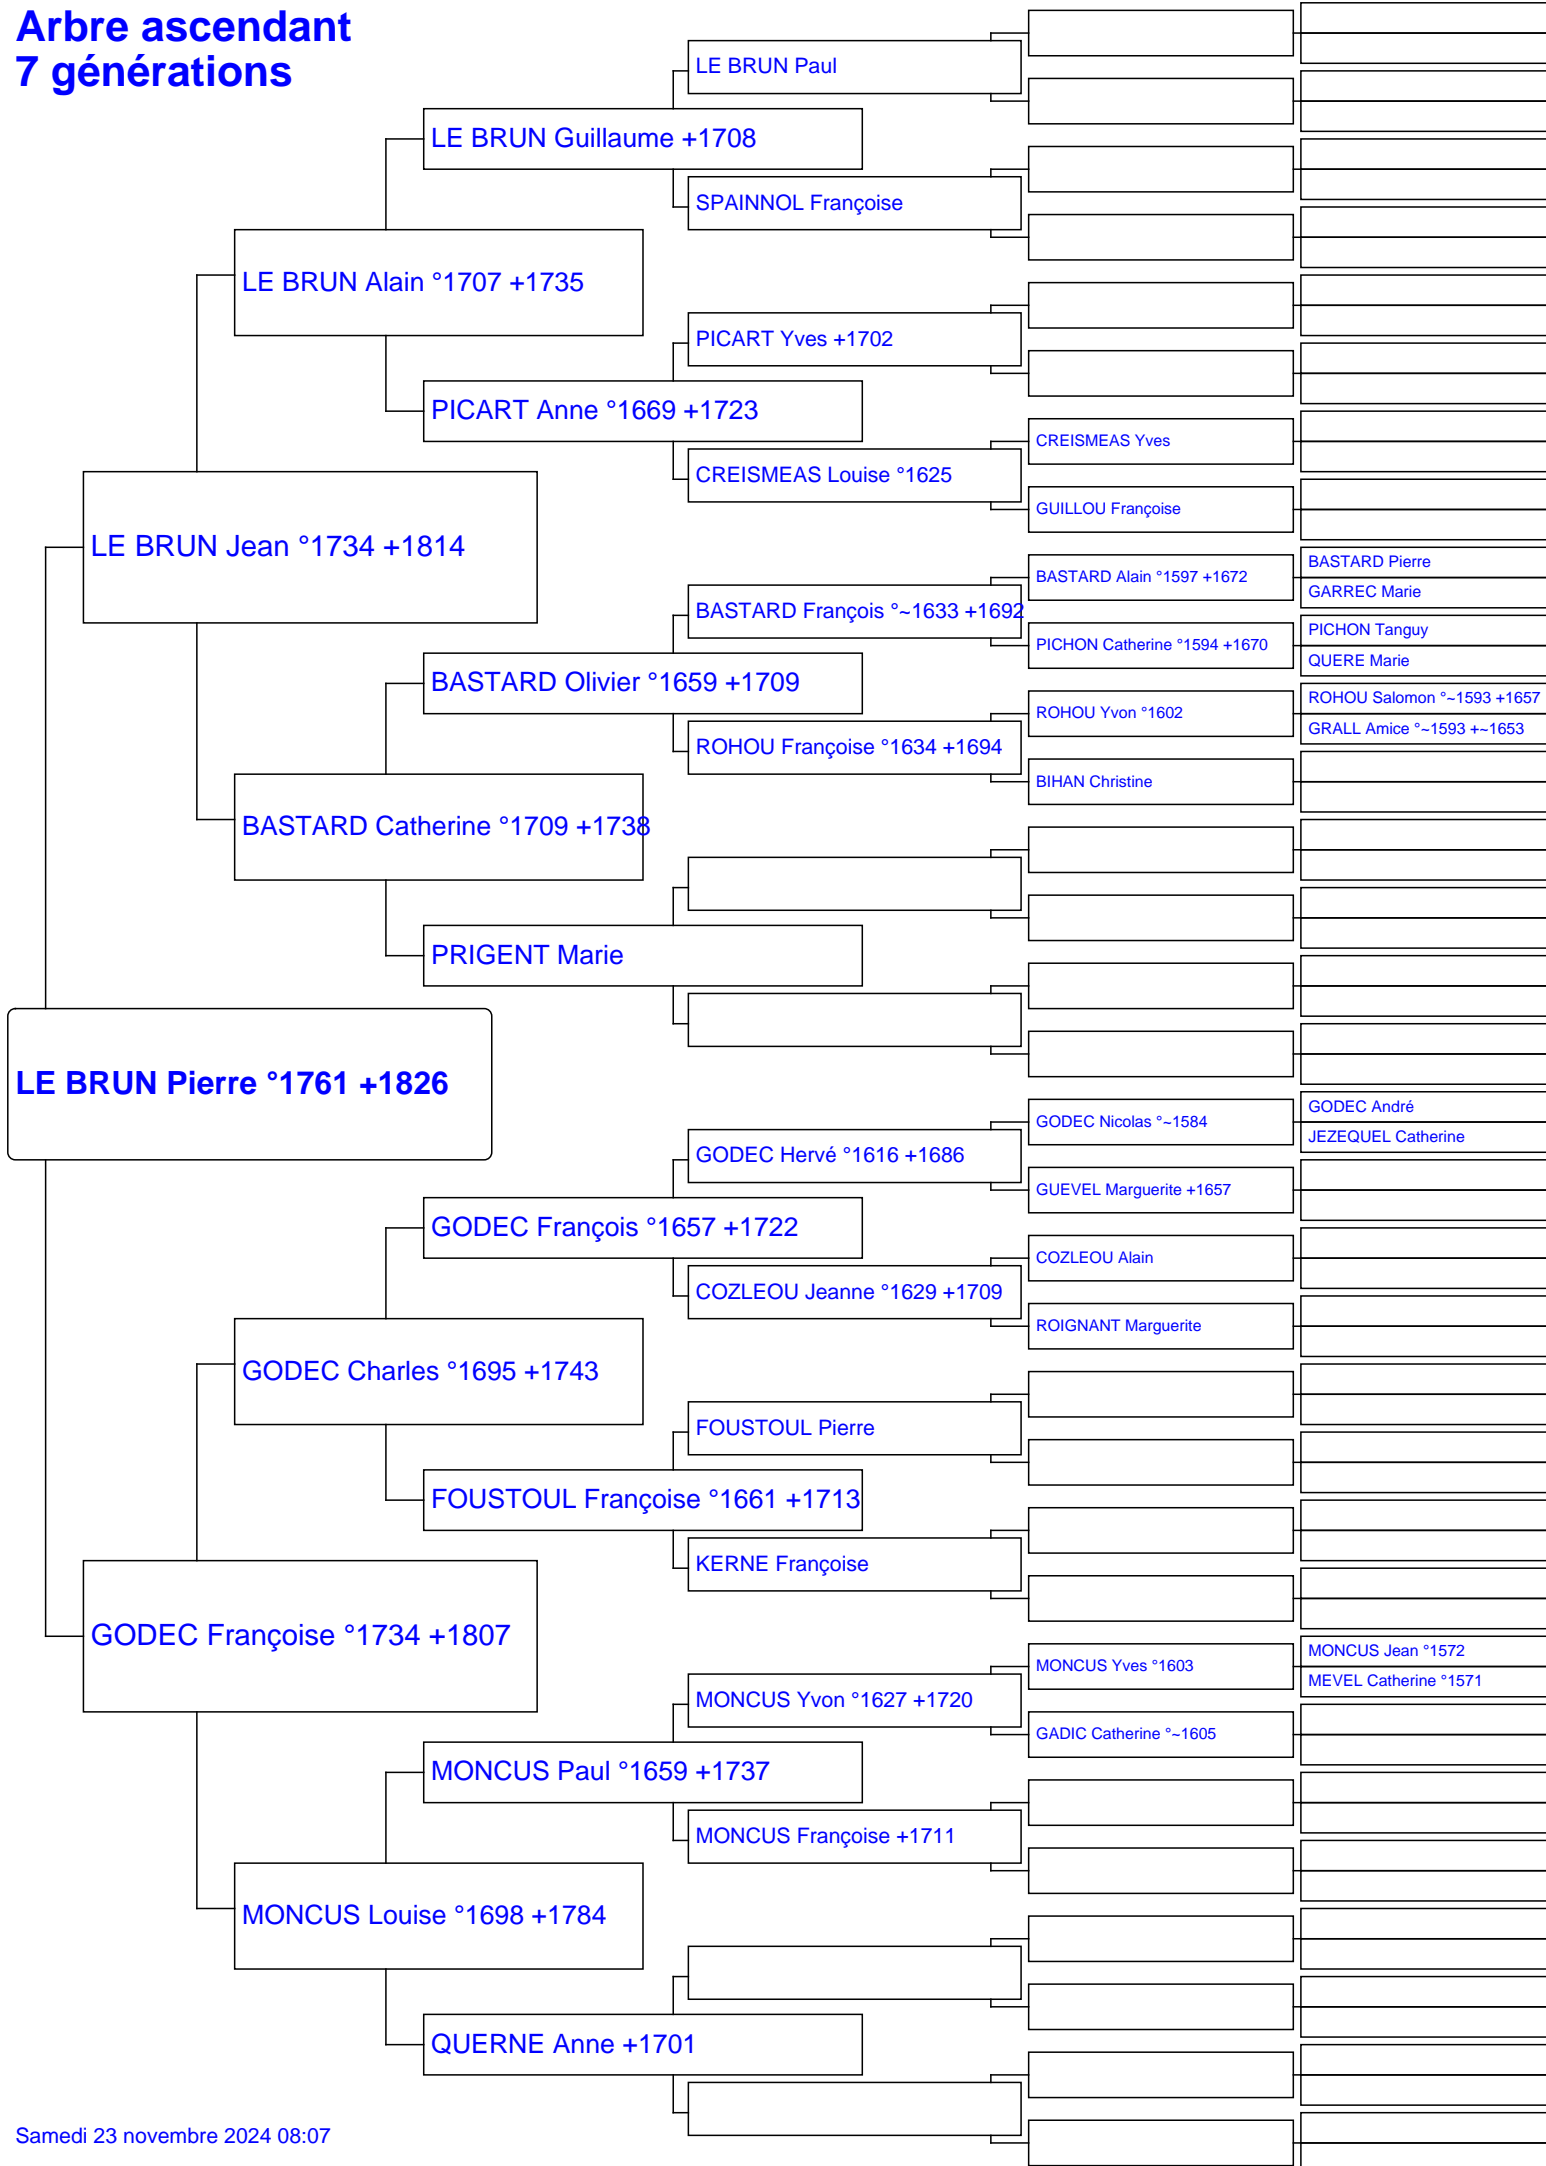 Arbre ascendant
7 générations
LE BRUN Paul
LE BRUN Guillaume +1708
SPAINNOL Françoise
LE BRUN Alain °1707 +1735
PICART Yves +1702
PICART Anne °1669 +1723
CREISMEAS Yves
CREISMEAS Louise °1625
GUILLOU Françoise
LE BRUN Jean °1734 +1814
BASTARD Pierre
BASTARD Alain °1597 +1672
GARREC Marie
BASTARD François °~1633 +1692
PICHON Tanguy
PICHON Catherine °1594 +1670
QUERE Marie
BASTARD Olivier °1659 +1709
ROHOU Salomon °~1593 +1657
ROHOU Yvon °1602
GRALL Amice °~1593 +~1653
ROHOU Françoise °1634 +1694
BIHAN Christine
BASTARD Catherine °1709 +1738
PRIGENT Marie
LE BRUN Pierre °1761 +1826
GODEC André
GODEC Nicolas °~1584
JEZEQUEL Catherine
GODEC Hervé °1616 +1686
GUEVEL Marguerite +1657
GODEC François °1657 +1722
COZLEOU Alain
COZLEOU Jeanne °1629 +1709
ROIGNANT Marguerite
GODEC Charles °1695 +1743
FOUSTOUL Pierre
FOUSTOUL Françoise °1661 +1713
KERNE Françoise
GODEC Françoise °1734 +1807
MONCUS Jean °1572
MONCUS Yves °1603
MEVEL Catherine °1571
MONCUS Yvon °1627 +1720
GADIC Catherine °~1605
MONCUS Paul °1659 +1737
MONCUS Françoise +1711
MONCUS Louise °1698 +1784
QUERNE Anne +1701
Samedi 23 novembre 2024 08:07